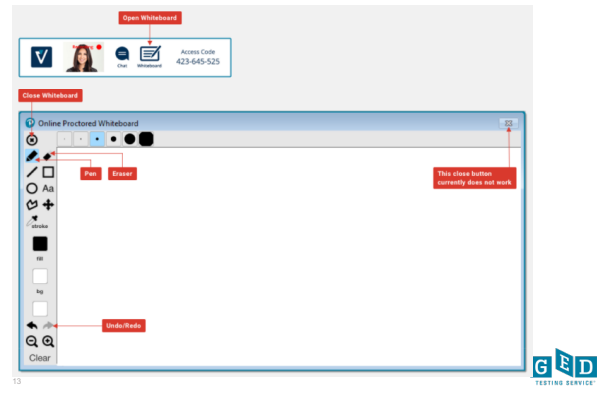 Open Whiteboard
Chat
Whiteboard
Access Code
423-645-525
Close Whiteboard
Online Proctored Whiteboard
Pen
Eraser
This close button
currently does not work
Aa
stroke
fill
bg
Undo/Redo
Clear
13
GED
TESTING SERVICE